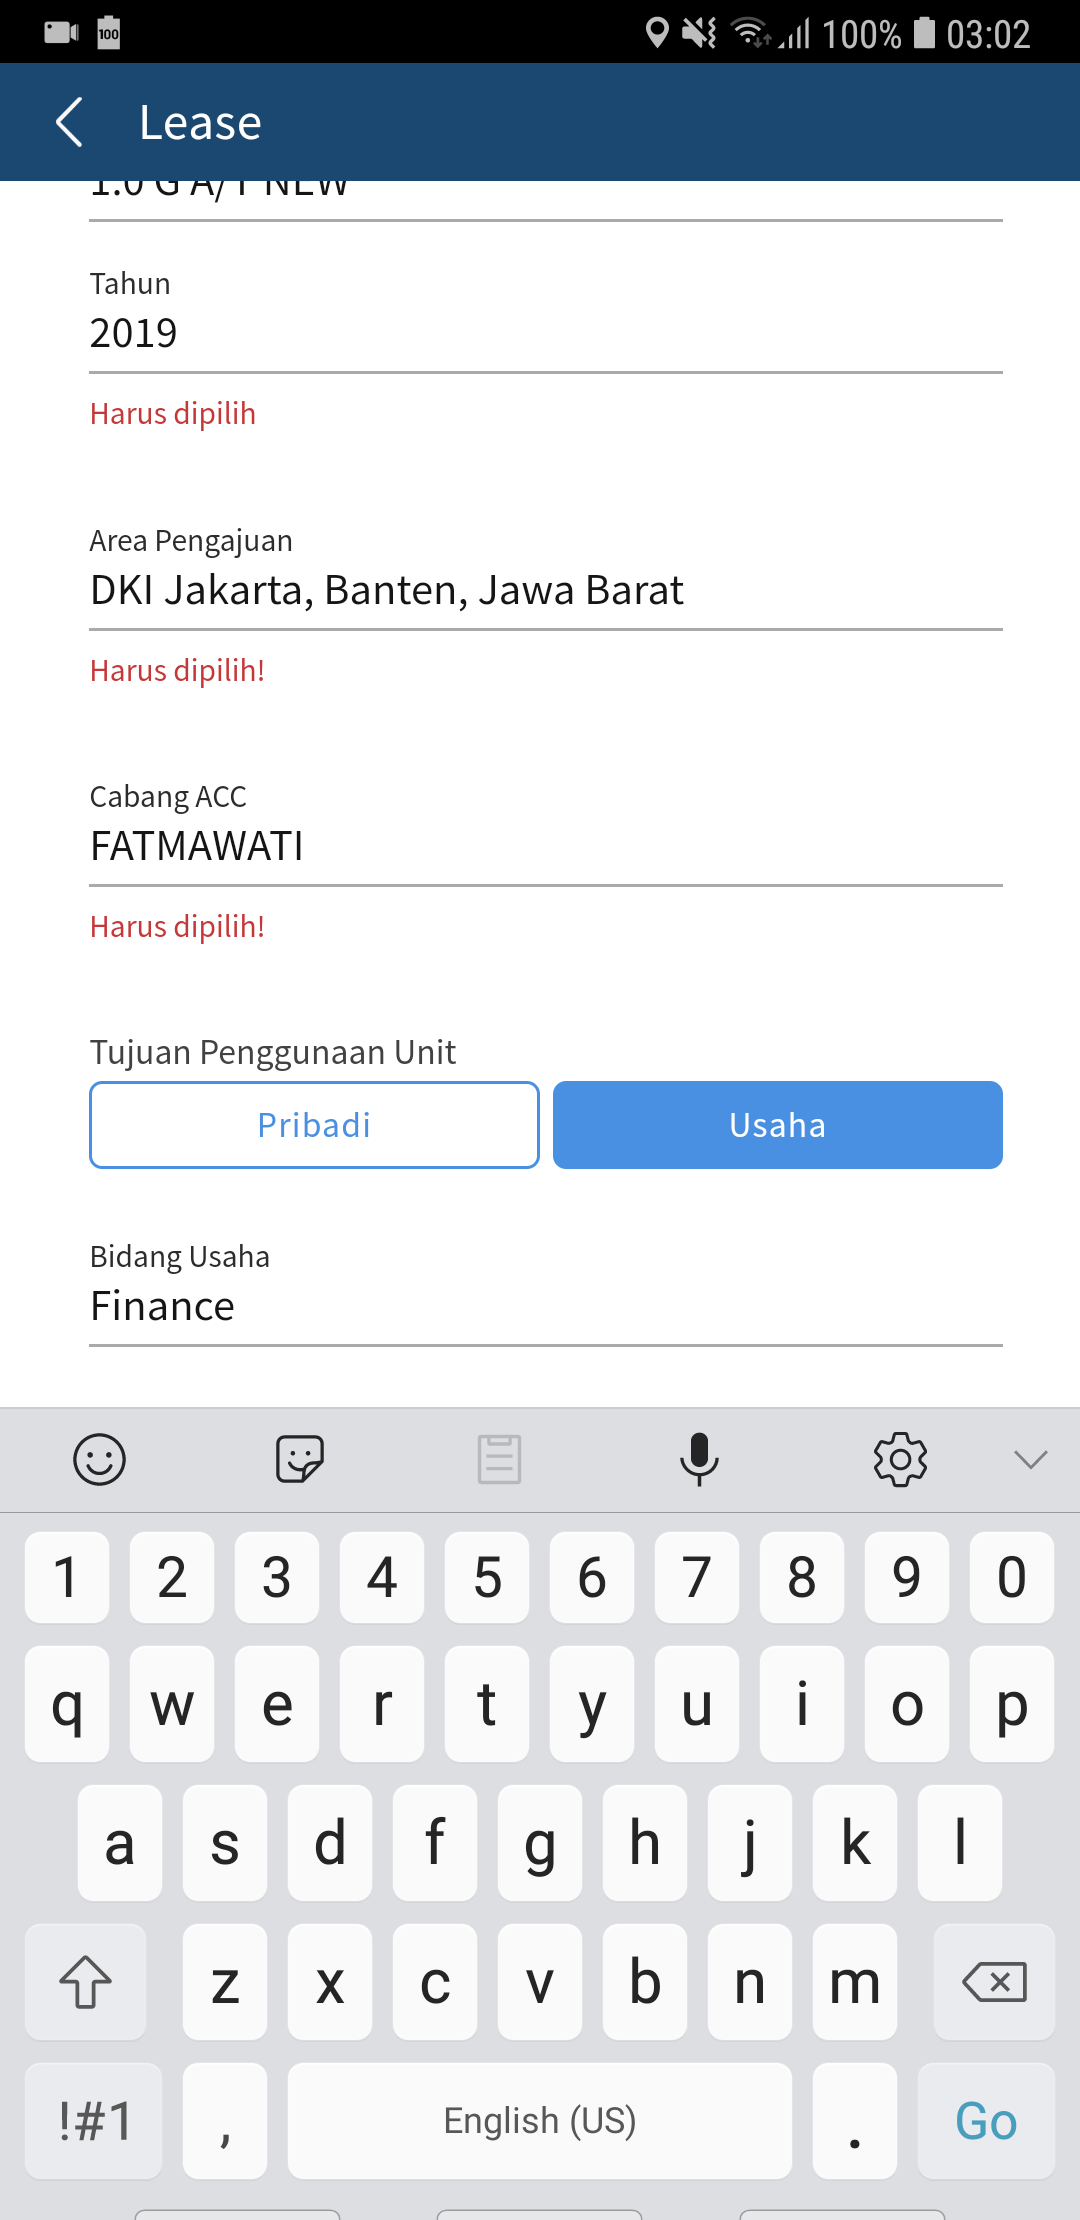 100
100% 03:02
Lease
1.0 G A/T NEW
Tahun
2019
Harus dipilih
Area Pengajuan
DKI Jakarta, Banten, Jawa Barat
Harus dipilih!
Cabang ACC
FATMAWATI
Harus dipilih!
Tujuan Penggunaan Unit
Pribadi Usaha
Bidang Usaha
Finance
1 2 3 4 5 6 7 8 9 0
q w e r t y u i o p
a s d f g h j k l
z x c v b n m
!#1 , English (US) . Go